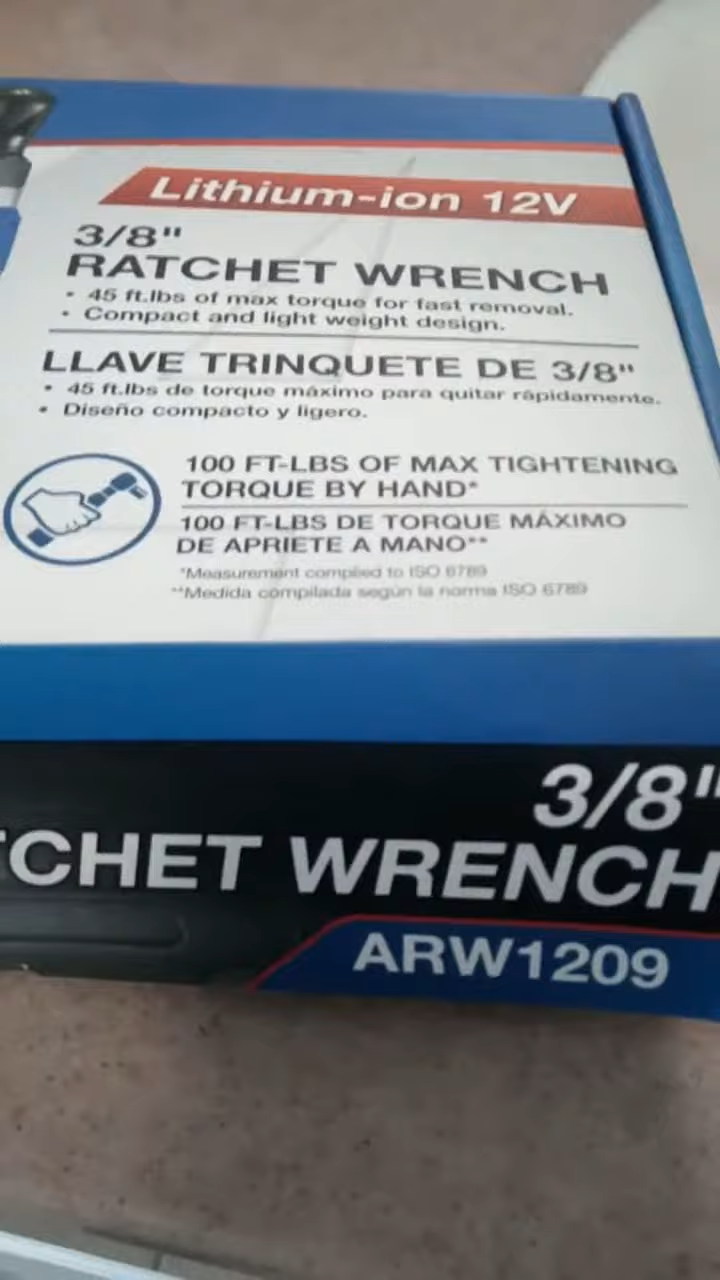 Lithium-ion 12V
3/8"
RATCHET WRENCH
• 45 ft.lbs of max torque for fast removal.
• Compact and light weight design.
LLAVE TRINQUETE DE 3/8"
• 45 ft.lbs de torque máximo para quitar rápidamente.
• Diseño compacto y ligero.
100 FT-LBS OF MAX TIGHTENING
TORQUE BY HAND*
100 FT-LBS DE TORQUE MÁXIMO
DE APRIETE A MANO**
*Measurement complied to ISO 6789
**Medida compilada según la norma ISO 6789
3/8"
TCHET WRENCH
ARW1209